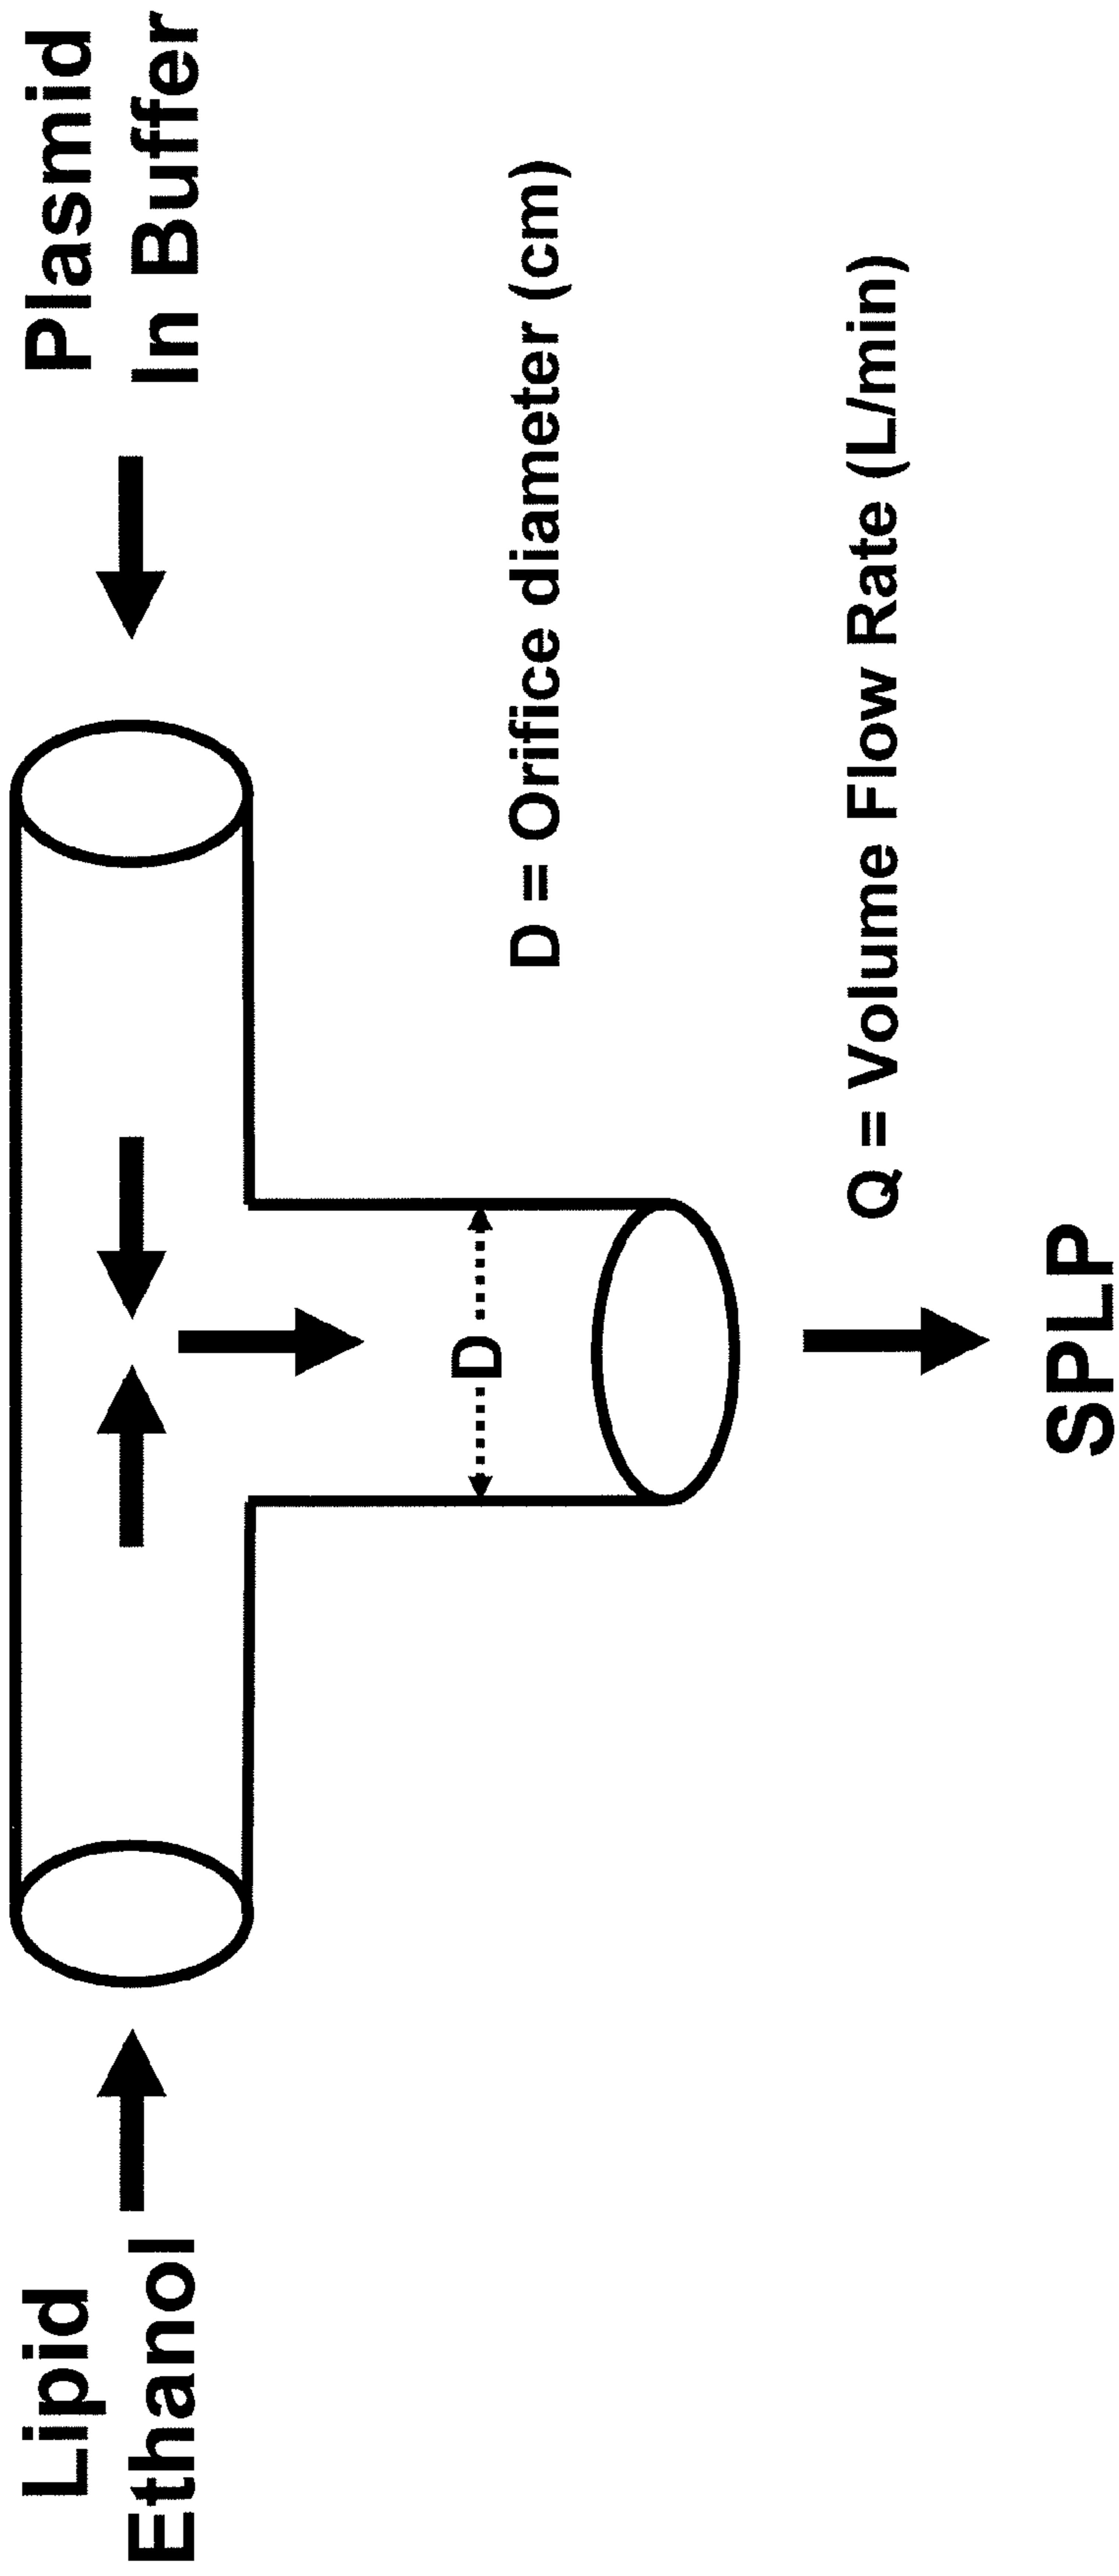 Lipid
Ethanol
Plasmid
In Buffer
D
D = Orifice diameter (cm)
Q = Volume Flow Rate (L/min)
SPLP